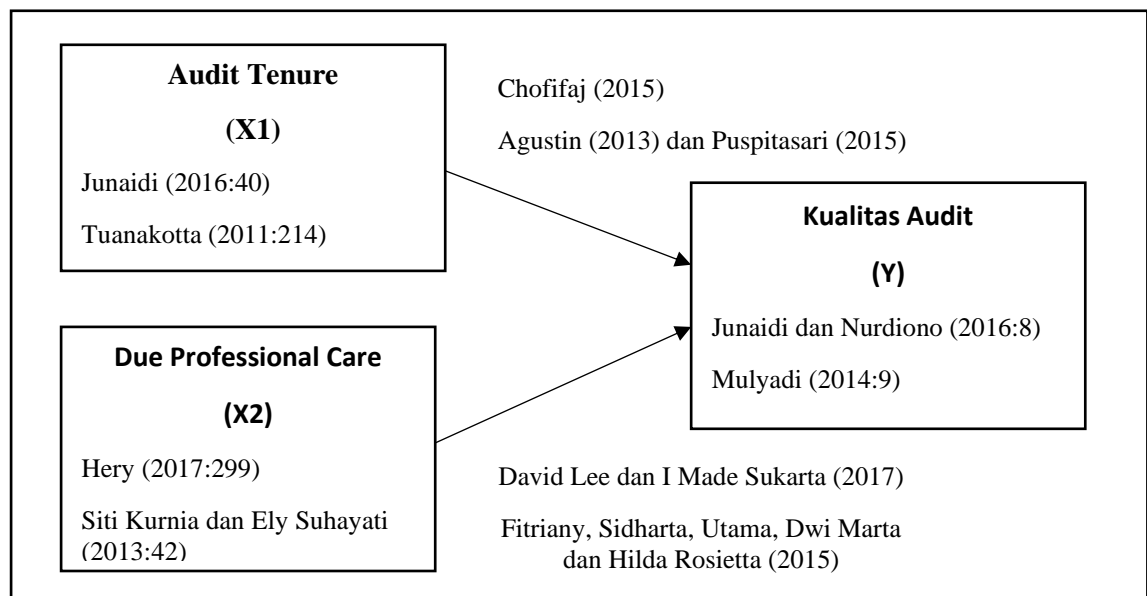 Audit Tenure
(X1)
Junaidi (2016:40)
Tuanakotta (2011:214)
Chofifaj (2015)
Agustin (2013) dan Puspitasari (2015)
Kualitas Audit
(Y)
Junaidi dan Nurdiono (2016:8)
Mulyadi (2014:9)
Due Professional Care
(X2)
Hery (2017:299)
Siti Kurnia dan Ely Suhayati
(2013:42)
David Lee dan I Made Sukarta (2017)
Fitriany, Sidharta, Utama, Dwi Marta
dan Hilda Rosietta (2015)